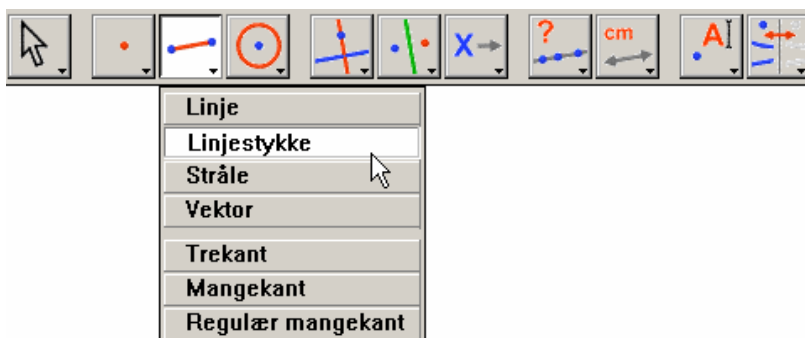 X
?
cm
A
Linje
Linjestykke
Stråle
Vektor
Trekant
Mangekant
Regulær mangekant